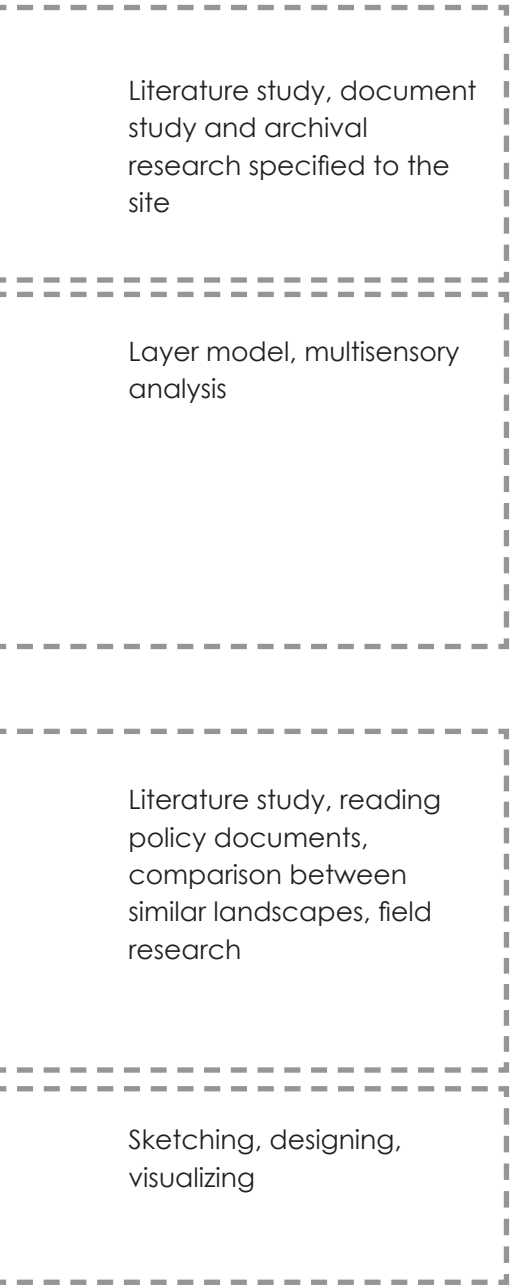 Literature study, document
study and archival
research specified to the
site
Layer model, multisensory
analysis
Literature study, reading
policy documents,
comparison between
similar landscapes, field
research
Sketching, designing,
visualizing